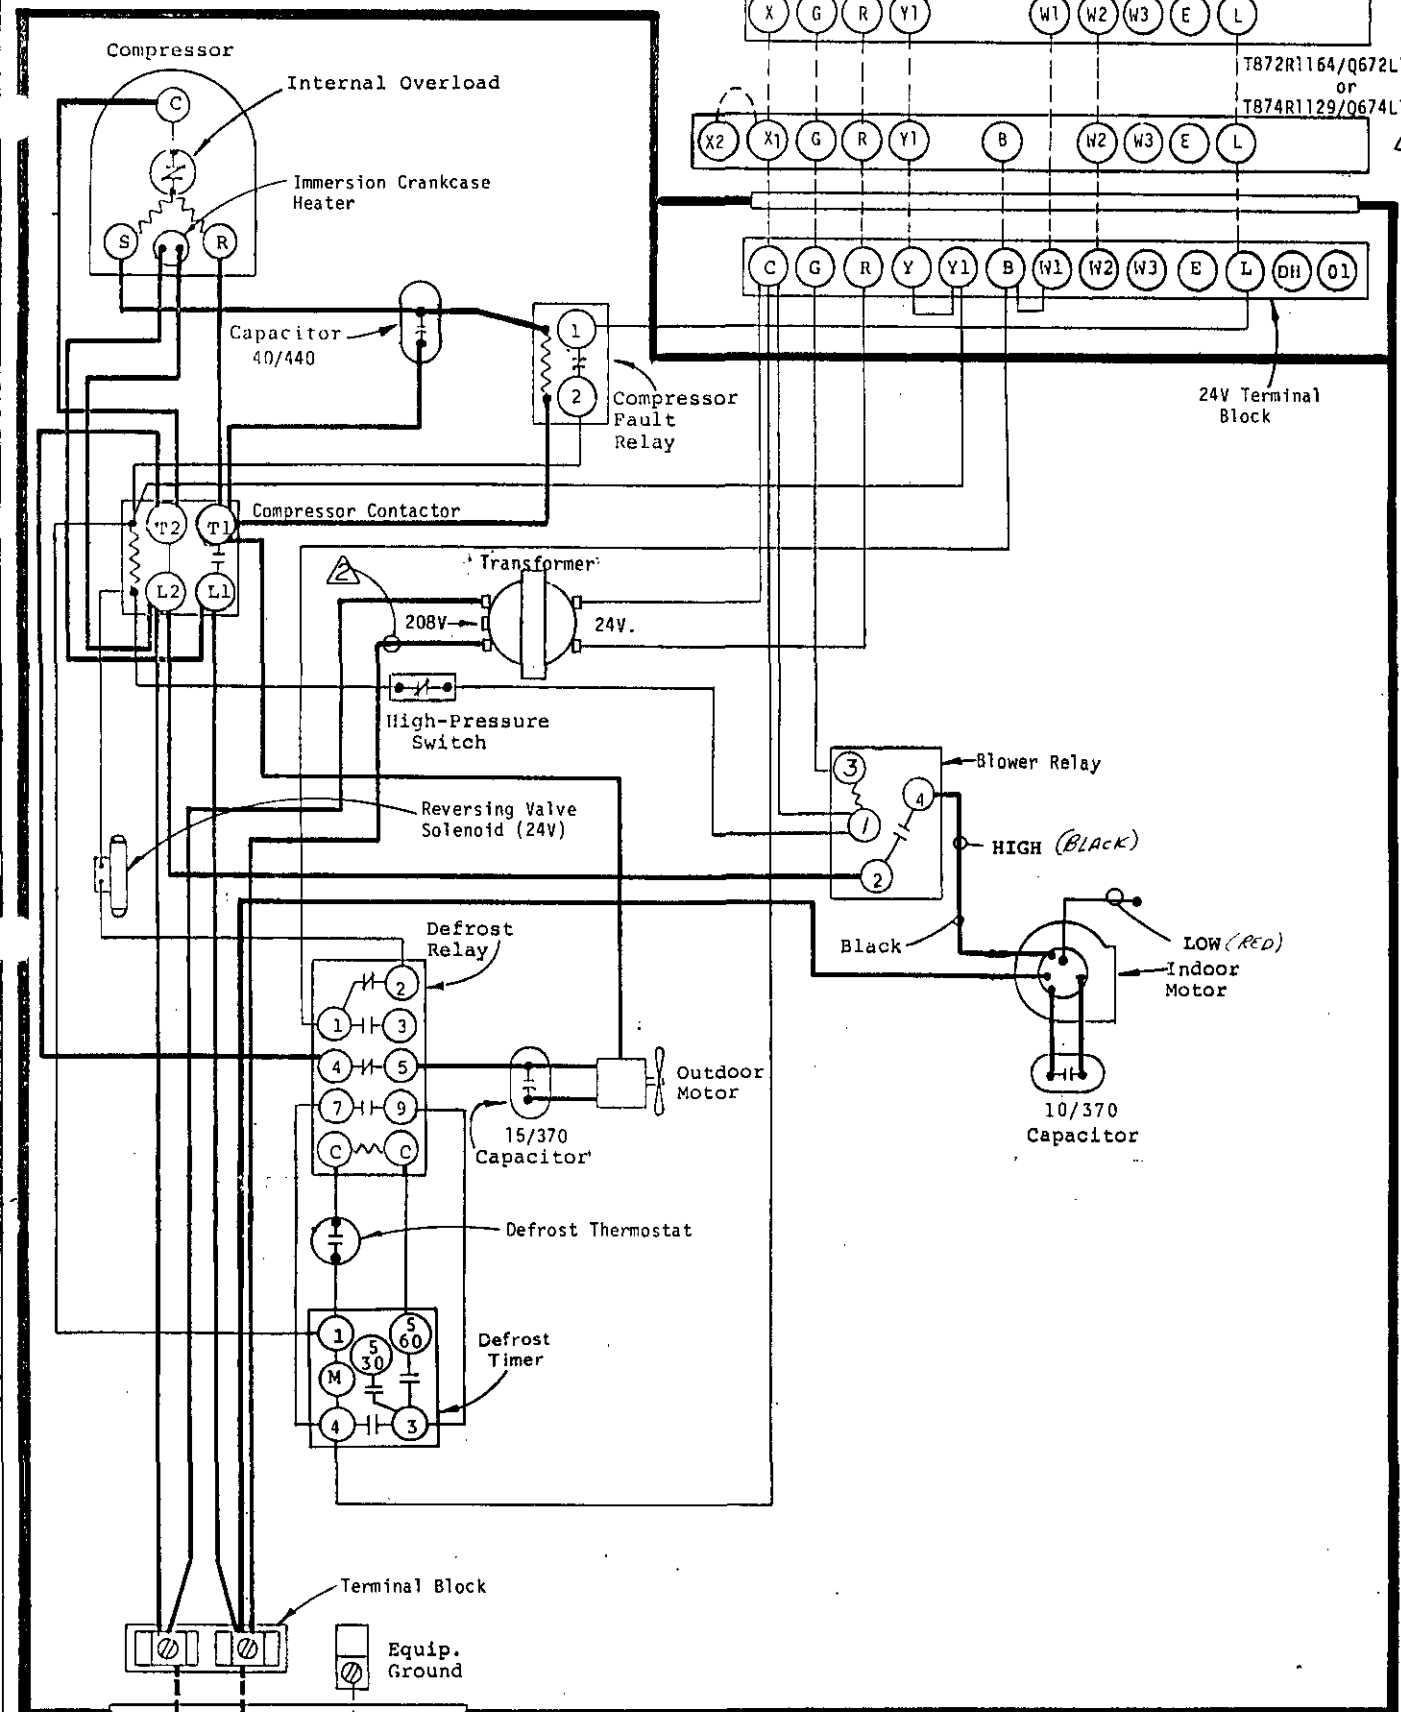 X G R Y1 W1 W2 W3 E L
T872R1164/Q672L
or
T874R1129/Q674L
X2 X1 G R Y1 B W2 W3 E L
C G R Y Y1 B W1 W2 W3 E L DH O1
24V Terminal
Block
Compressor
Internal Overload
C
Immersion Crankcase
Heater
S R
Capacitor
40/440
1
2
Compressor
Fault
Relay
Compressor Contactor
T2 T1
L2 L1
2
Transformer
208V
24V.
High-Pressure
Switch
Reversing Valve
Solenoid (24V)
Blower Relay
3
4
1
2
HIGH (BLACK)
Black
LOW (RED)
Indoor
Motor
10/370
Capacitor
Defrost
Relay
2
1 3
4 5
7 9
C C
Outdoor
Motor
15/370
Capacitor
Defrost Thermostat
1
S
30
S
60
M
4 3
Defrost
Timer
Terminal Block
Equip.
Ground